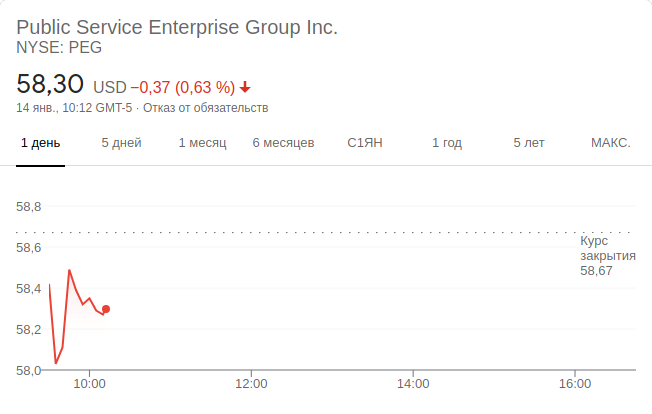 Public Service Enterprise Group Inc.
NYSE: PEG
58,30 USD −0,37 (0,63 %)
14 янв., 10:12 GMT-5 · Отказ от обязательств
1 день 5 дней 1 месяц 6 месяцев С1ЯН 1 год 5 лет МАКС.
58,8
58,6
Курс
закрытия
58,67
58,4
58,2
58,0
10:00 12:00 14:00 16:00